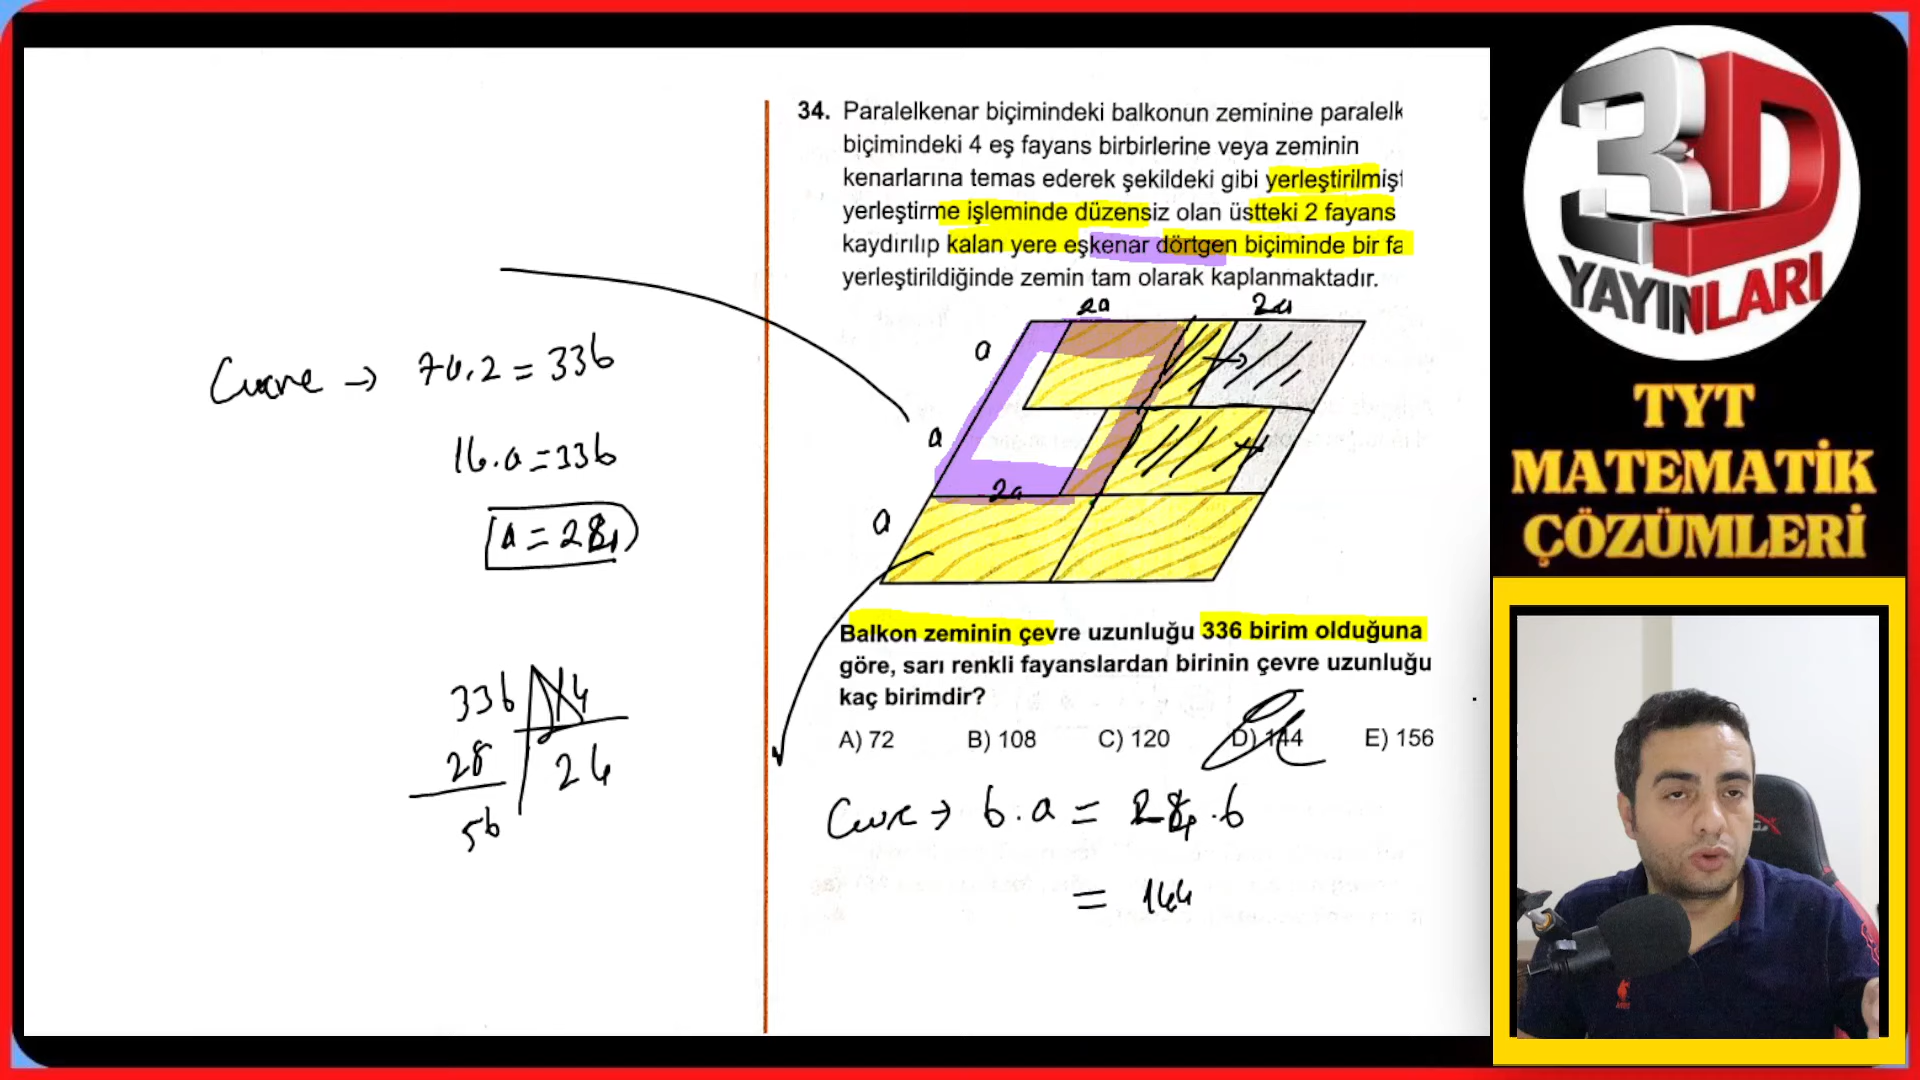 34. Paralelkenar biçimindeki balkonun zeminine paralelk
biçimindeki 4 eş fayans birbirlerine veya zeminin
kenarlarına temas ederek şekildeki gibi yerleştirilmişt
yerleştirme işleminde düzensiz olan üstteki 2 fayans
kaydırılıp kalan yere eşkenar dörtgen biçiminde bir fa
yerleştirildiğinde zemin tam olarak kaplanmaktadır.
2a 2a
a
a
2a
a
Balkon zeminin çevre uzunluğu 336 birim olduğuna
göre, sarı renkli fayanslardan birinin çevre uzunluğu
kaç birimdir?
A) 72 B) 108 C) 120 D) 144 E) 156
Çevre → 6.a = 24.6
= 144
Çevre → 7a.2 = 336
14.a = 336
a = 24
336 14
28 24
56
3D
YAYINLARI
TYT
MATEMATİK
ÇÖZÜMLERİ